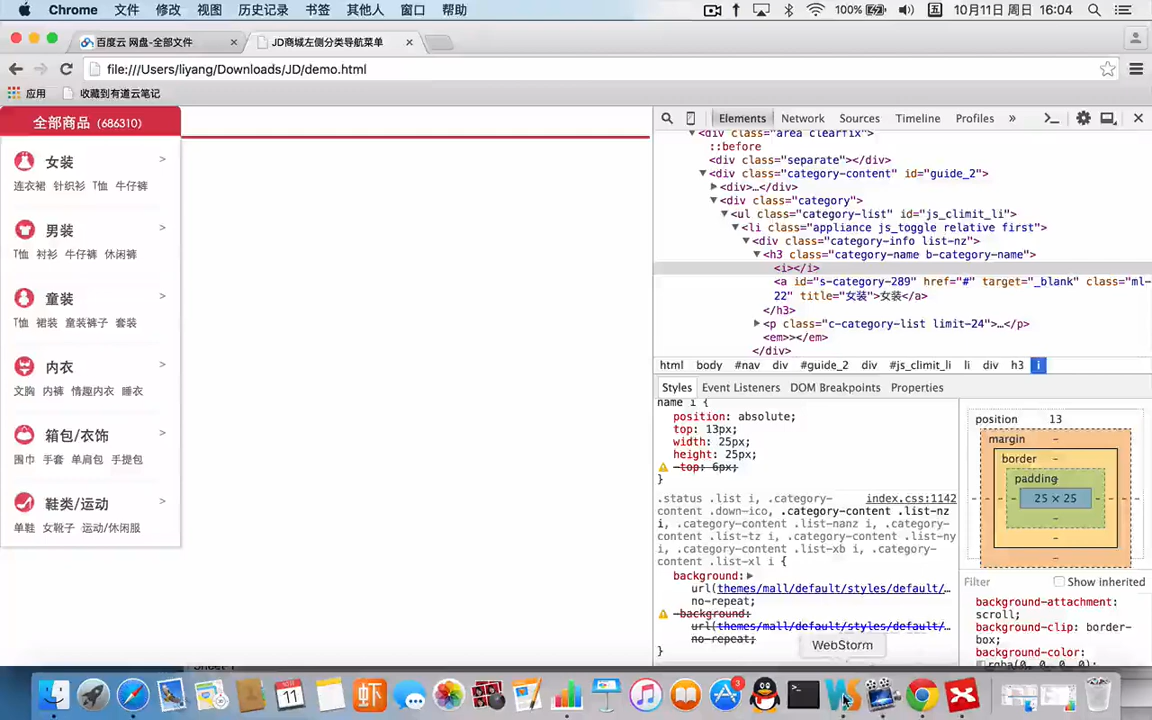 Chrome 文件 修改 视图 历史记录 书签 其他人 窗口 帮助 100% 五 10月11日 周日 16:04
百度云 网盘-全部文件 JD商城左侧分类导航菜单
file:///Users/liyang/Downloads/JD/demo.html
应用 收藏到有道云笔记
全部商品 (686310)
女装 >
连衣裙 针织衫 T恤 牛仔裤
男装 >
T恤 衬衫 牛仔裤 休闲裤
童装 >
T恤 裙装 童装裤子 套装
内衣 >
文胸 内裤 情趣内衣 睡衣
箱包/衣饰 >
围巾 手套 单肩包 手提包
鞋类/运动 >
单鞋 女靴子 运动/休闲服
Elements Network Sources Timeline Profiles »
<div class="area clearfix">
::before
<div class="separate"></div>
<div class="category-content" id="guide_2">
<div>…</div>
<div class="category">
<ul class="category-list" id="js_climit_li">
<li class="appliance js_toggle relative first">
<div class="category-info list-nz">
<h3 class="category-name b-category-name">
<i></i>
<a id="s-category-289" href="#" target="_blank" class="ml-
22" title="女装">女装</a>
</h3>
<p class="c-category-list limit-24">…</p>
<em>></em>
</div>
html body #nav div #guide_2 div #js_climit_li li div h3 i
Styles Event Listeners DOM Breakpoints Properties
name i {
position: absolute;
top: 13px;
width: 25px;
height: 25px;
top: 6px;
}
.status .list i, .category- index.css:1142
content .down-ico, .category-content .list-nz
i, .category-content .list-nanz i, .category-
content .list-tz i, .category-content .list-ny
i, .category-content .list-xb i, .category-
content .list-xl i {
background:
url(themes/mall/default/styles/default/…
no-repeat;
background:
url(themes/mall/default/styles/default/…
no-repeat;
}
position 13
margin -
border -
padding -
- - - 25 × 25 - - -
-
-
-
Filter Show inherited
background-attachment:
scroll;
background-clip: border-
box;
background-color:
rgba(0, 0, 0, 0);
WebStorm
11 虾 3 WS